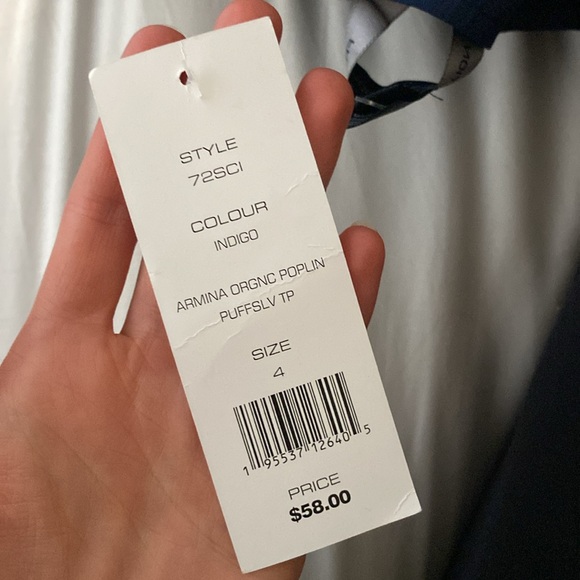 STYLE
72SCI
COLOUR
INDIGO
ARMINA ORGNC POPLIN
PUFFSLV TP
SIZE
4
1 95537 12640 5
PRICE
$58.00